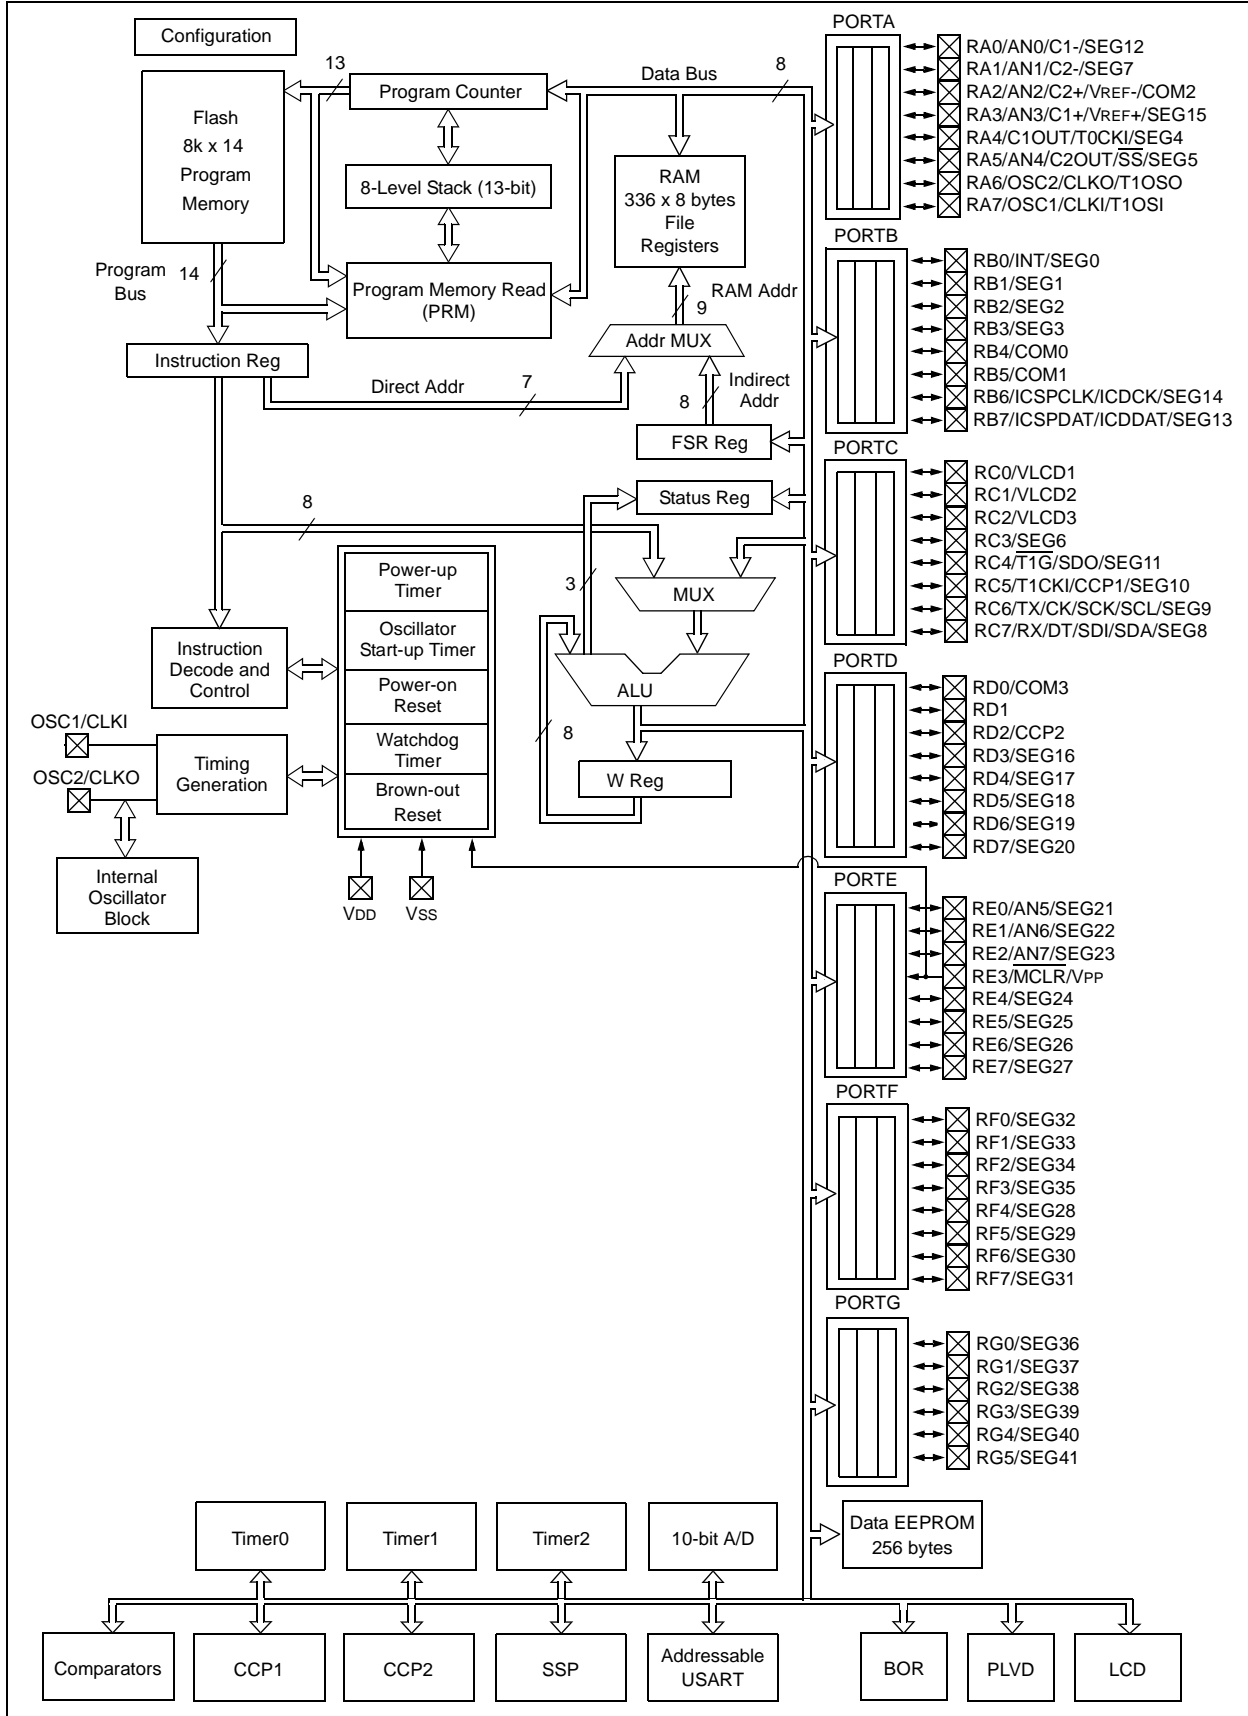 Configuration
Flash
8k x 14
Program
Memory
13
Program Counter
Data Bus
8
8-Level Stack (13-bit)
RAM
336 x 8 bytes
File
Registers
Program
Bus
14
Program Memory Read
(PRM)
RAM Addr
9
Addr MUX
Instruction Reg
Direct Addr
7
8
Indirect
Addr
FSR Reg
Status Reg
8
3
MUX
Power-up
Timer
Oscillator
Start-up Timer
Power-on
Reset
Watchdog
Timer
Brown-out
Reset
Instruction
Decode and
Control
ALU
8
W Reg
OSC1/CLKI
OSC2/CLKO
Timing
Generation
Internal
Oscillator
Block
VDD
VSS
PORTA
RA0/AN0/C1-/SEG12
RA1/AN1/C2-/SEG7
RA2/AN2/C2+/VREF-/COM2
RA3/AN3/C1+/VREF+/SEG15
RA4/C1OUT/T0CKI/SEG4
RA5/AN4/C2OUT/SS/SEG5
RA6/OSC2/CLKO/T1OSO
RA7/OSC1/CLKI/T1OSI
PORTB
RB0/INT/SEG0
RB1/SEG1
RB2/SEG2
RB3/SEG3
RB4/COM0
RB5/COM1
RB6/ICSPCLK/ICDCK/SEG14
RB7/ICSPDAT/ICDDAT/SEG13
PORTC
RC0/VLCD1
RC1/VLCD2
RC2/VLCD3
RC3/SEG6
RC4/T1G/SDO/SEG11
RC5/T1CKI/CCP1/SEG10
RC6/TX/CK/SCK/SCL/SEG9
RC7/RX/DT/SDI/SDA/SEG8
PORTD
RD0/COM3
RD1
RD2/CCP2
RD3/SEG16
RD4/SEG17
RD5/SEG18
RD6/SEG19
RD7/SEG20
PORTE
RE0/AN5/SEG21
RE1/AN6/SEG22
RE2/AN7/SEG23
RE3/MCLR/VPP
RE4/SEG24
RE5/SEG25
RE6/SEG26
RE7/SEG27
PORTF
RF0/SEG32
RF1/SEG33
RF2/SEG34
RF3/SEG35
RF4/SEG28
RF5/SEG29
RF6/SEG30
RF7/SEG31
PORTG
RG0/SEG36
RG1/SEG37
RG2/SEG38
RG3/SEG39
RG4/SEG40
RG5/SEG41
Data EEPROM
256 bytes
Timer0
Timer1
Timer2
10-bit A/D
Comparators
CCP1
CCP2
SSP
Addressable
USART
BOR
PLVD
LCD